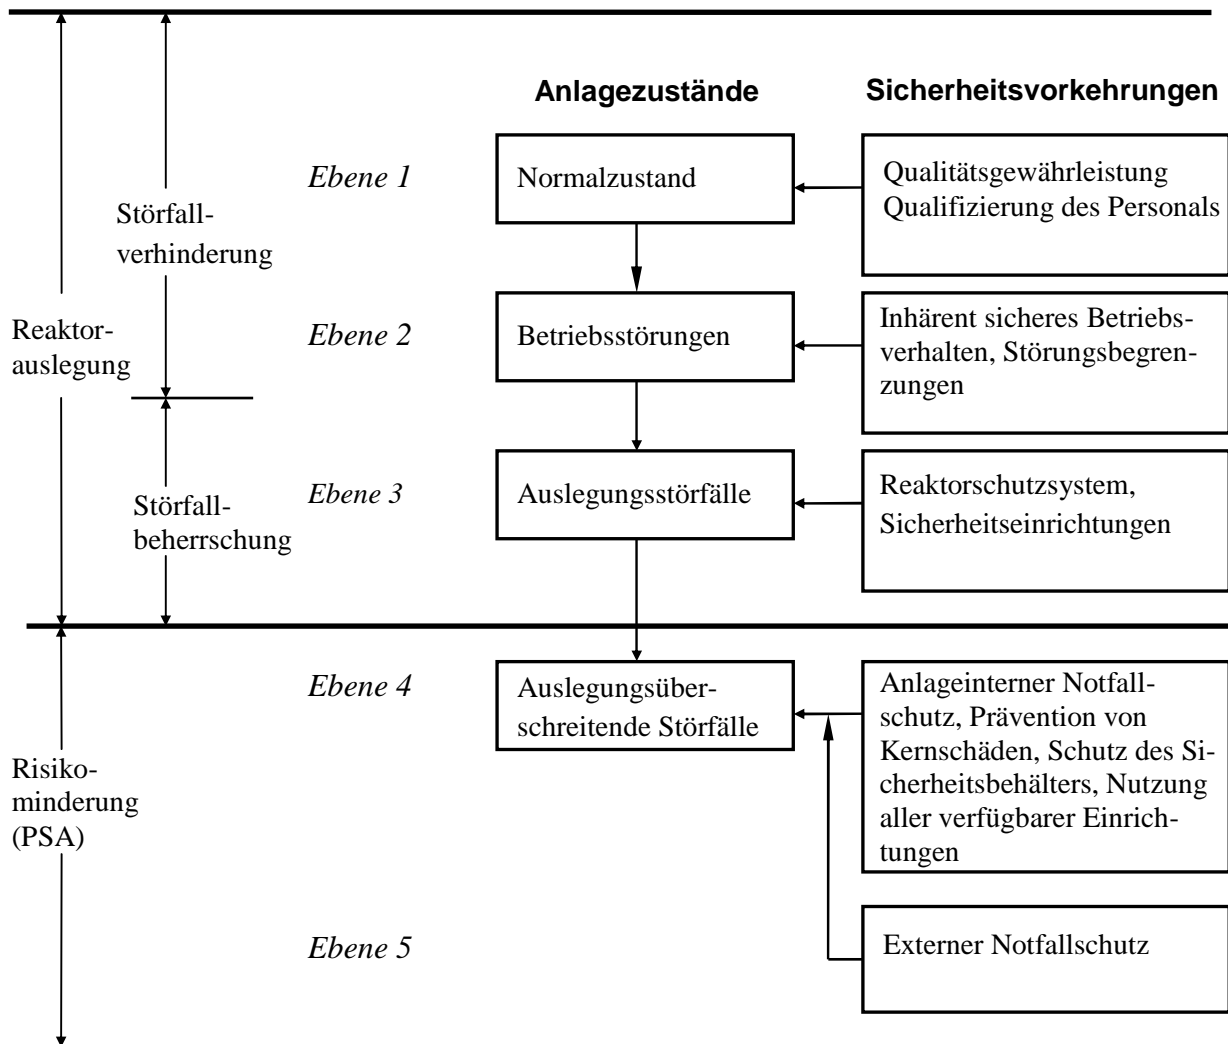 Anlagezustände
Sicherheitsvorkehrungen
Ebene 1
Normalzustand
Qualitätsgewährleistung
Qualifizierung des Personals
Störfall-
verhinderung
Reaktor-
auslegung
Ebene 2
Betriebsstörungen
Inhärent sicheres Betriebs-
verhalten, Störungsbegren-
zungen
Ebene 3
Auslegungsstörfälle
Reaktorschutzsystem,
Sicherheitseinrichtungen
Störfall-
beherrschung
Ebene 4
Auslegungsüber-
schreitende Störfälle
Anlageinterner Notfall-
schutz, Prävention von
Kernschäden, Schutz des Si-
cherheitsbehälters, Nutzung
aller verfügbarer Einrich-
tungen
Risiko-
minderung
(PSA)
Ebene 5
Externer Notfallschutz